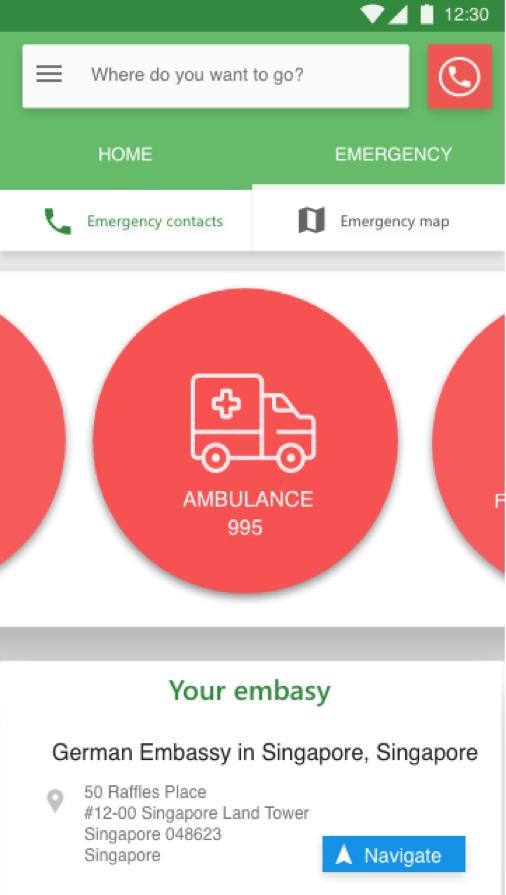 12:30
Where do you want to go?
HOME
EMERGENCY
Emergency contacts
Emergency map
AMBULANCE
995
F
Your embasy
German Embassy in Singapore, Singapore
50 Raffles Place
#12-00 Singapore Land Tower
Singapore 048623
Singapore
Navigate